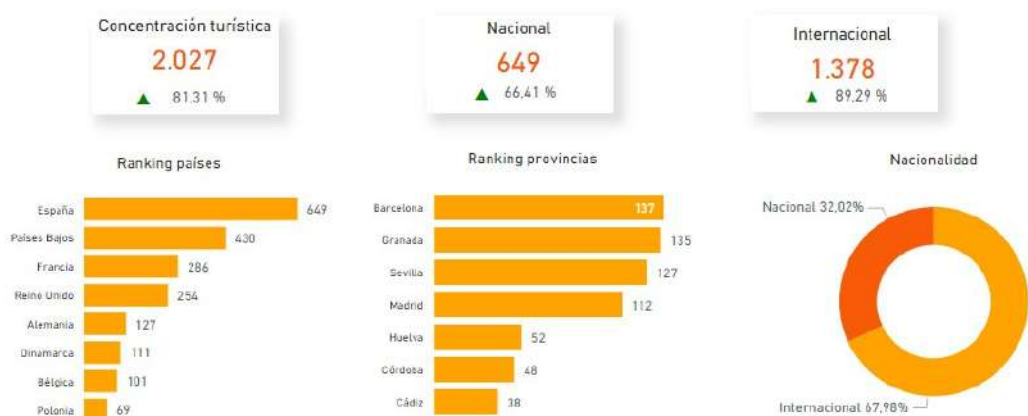 Concentración turística
2.027
▲ 81,31 %
Nacional
649
▲ 66,41 %
Internacional
1.378
▲ 89,29 %
Ranking países
España 649
Países Bajos 430
Francia 286
Reino Unido 254
Alemania 127
Dinamarca 111
Bélgica 101
Polonia 69
Ranking provincias
Barcelona 137
Granada 135
Sevilla 127
Madrid 112
Huelva 52
Córdoba 48
Cádiz 38
Nacionalidad
Nacional 32,02%
Internacional 67,98%